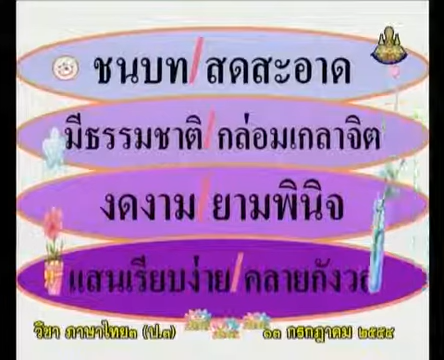 ชนบท/สดสะอาด
มีธรรมชาติ/กล่อมเกลาจิต
งดงาม/ยามพินิจ
แสนเรียบง่าย/คลายกังวล
วิชา ภาษาไทย๓ (ป.๓) ๑๓ กรกฎาคม ๒๕๕๔